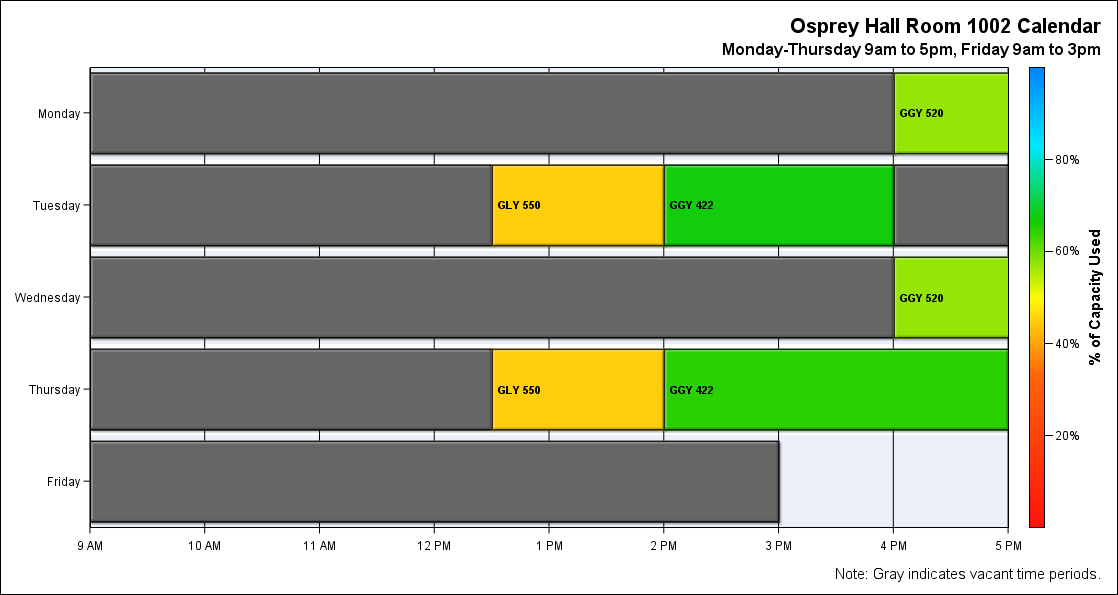 Osprey Hall Room 1002 Calendar
Monday-Thursday 9am to 5pm, Friday 9am to 3pm
Monday
GGY 520
Tuesday
GLY 550
GGY 422
Wednesday
GGY 520
Thursday
GLY 550
GGY 422
Friday
9 AM
10 AM
11 AM
12 PM
1 PM
2 PM
3 PM
4 PM
5 PM
80%
60%
40%
20%
% of Capacity Used
Note: Gray indicates vacant time periods.